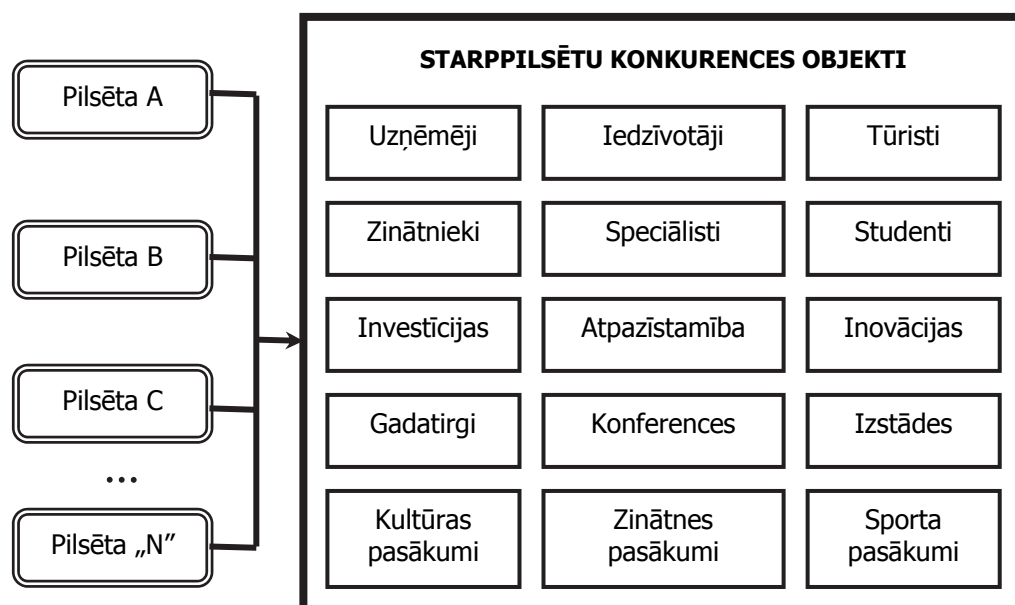 STARPPILSĒTU KONKURENCES OBJEKTI
Pilsēta A
Pilsēta B
Pilsēta C
...
Pilsēta „N”
Uzņēmēji
Iedzīvotāji
Tūristi
Zinātnieki
Speciālisti
Studenti
Investīcijas
Atpazīstamība
Inovācijas
Gadatirgi
Konferences
Izstādes
Kultūras
pasākumi
Zinātnes
pasākumi
Sporta
pasākumi